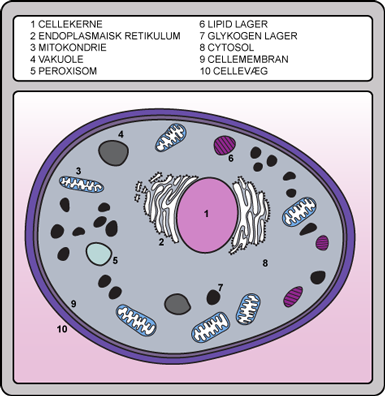 1 CELLEKERNE
2 ENDOPLASMAISK RETIKULUM
3 MITOKONDRIE
4 VAKUOLE
5 PEROXISOM
6 LIPID LAGER
7 GLYKOGEN LAGER
8 CYTOSOL
9 CELLEMEMBRAN
10 CELLEVÆG
4
6
3
1
2
5
8
7
9
10